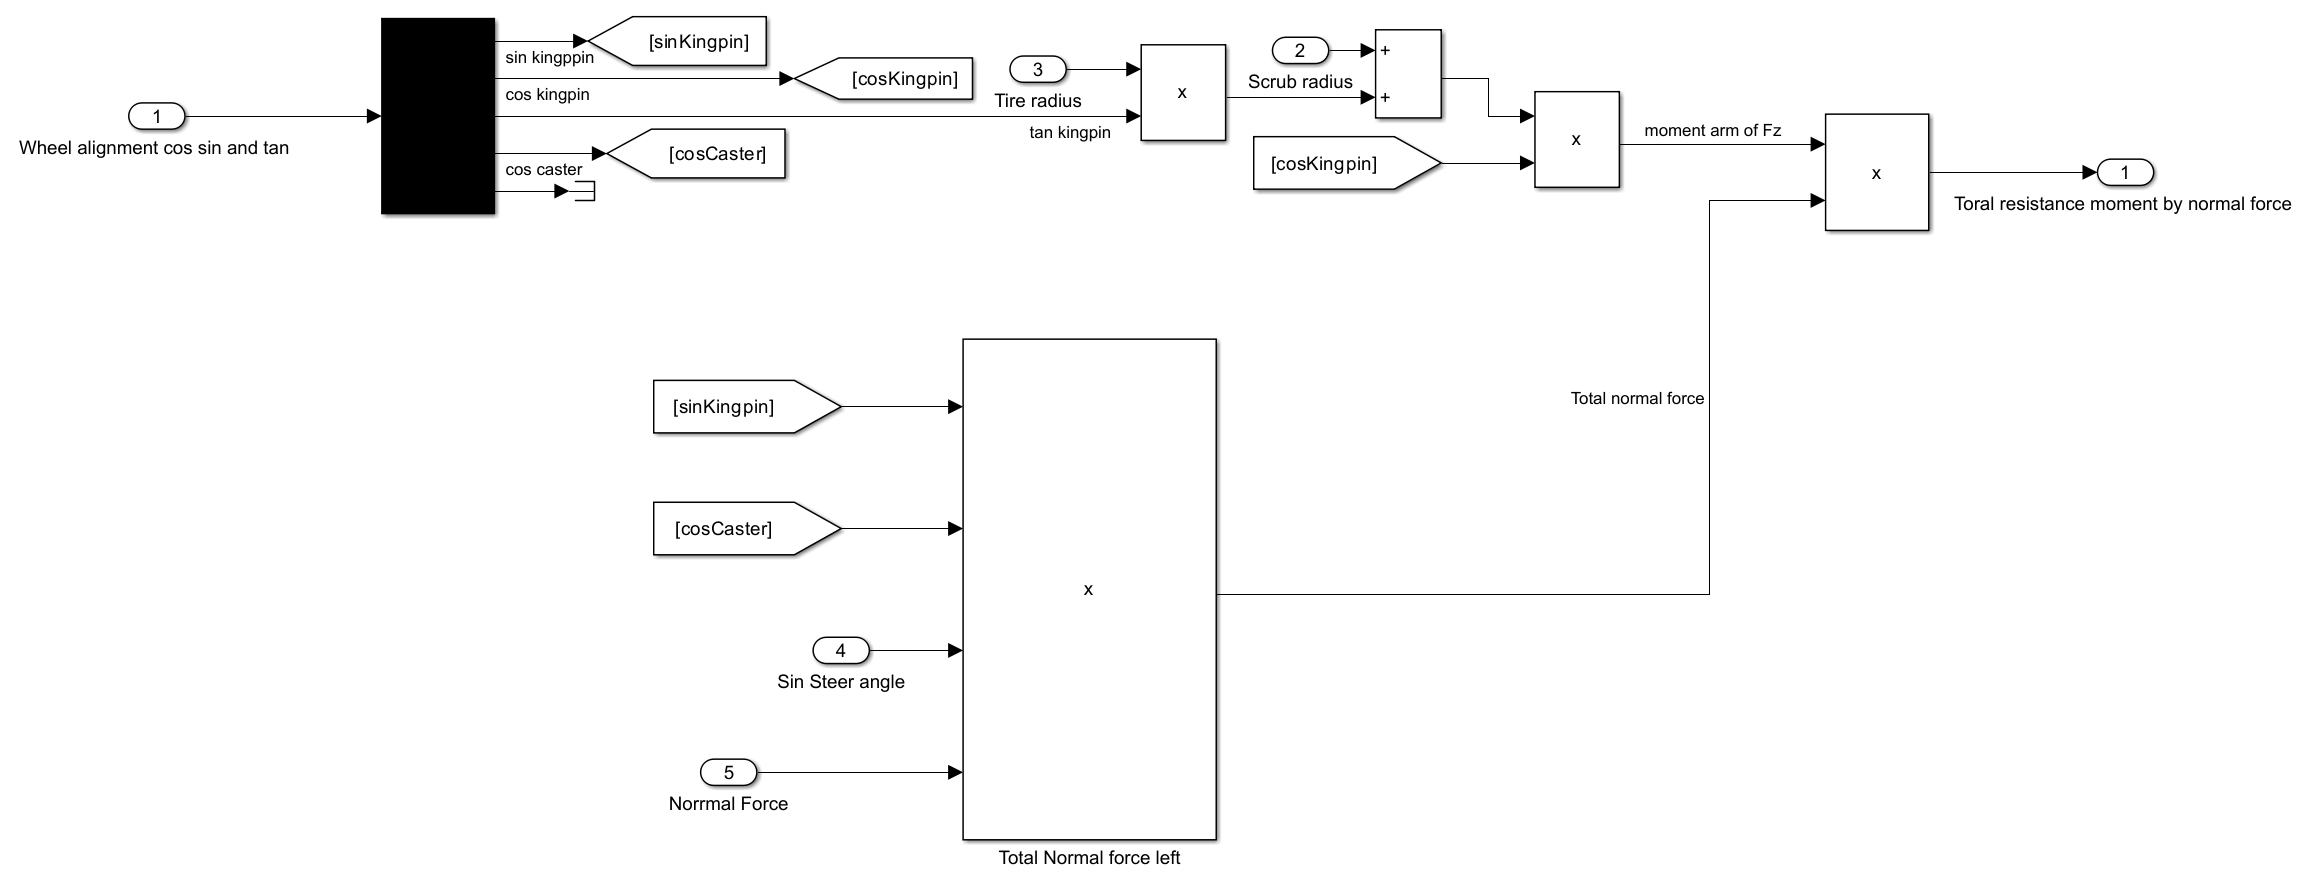 [sinKingpin]
sin kingppin
[cosKingpin]
cos kingpin
1
Wheel alignment cos sin and tan
3
Tire radius
tan kingpin
x
2
Scrub radius
+
+
[cosCaster]
cos caster
[cosKingpin]
x
moment arm of Fz
x
1
Toral resistance moment by normal force
[sinKingpin]
[cosCaster]
Total normal force
x
4
Sin Steer angle
5
Norrmal Force
Total Normal force left